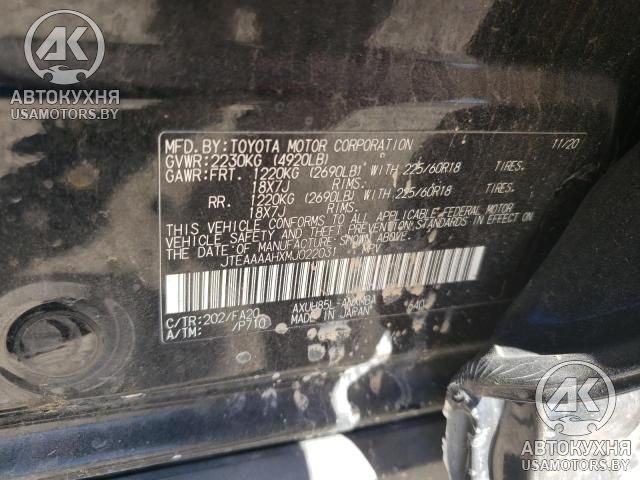 АК
АВТОКУХНЯ
USAMOTORS.BY
MFD. BY: TOYOTA MOTOR CORPORATION 11/20
GVWR: 2230KG (4920LB)
GAWR: FRT. 1220KG (2690LB) WITH 225/60R18 TIRES.
18X7J RIMS.
RR. 1220KG (2690LB) WITH 225/60R18 TIRES.
18X7J RIMS.
THIS VEHICLE CONFORMS TO ALL APPLICABLE FEDERAL MOTOR
VEHICLE SAFETY AND THEFT PREVENTION STANDARDS IN EFFECT ON
THE DATE OF MANUFACTURE SHOWN ABOVE.
JTEAAAAHXMJ022031
C/TR: 202/FA20
A/TM: /P710
MADE IN JAPAN
640
АК
АВТОКУХНЯ
USAMOTORS.BY